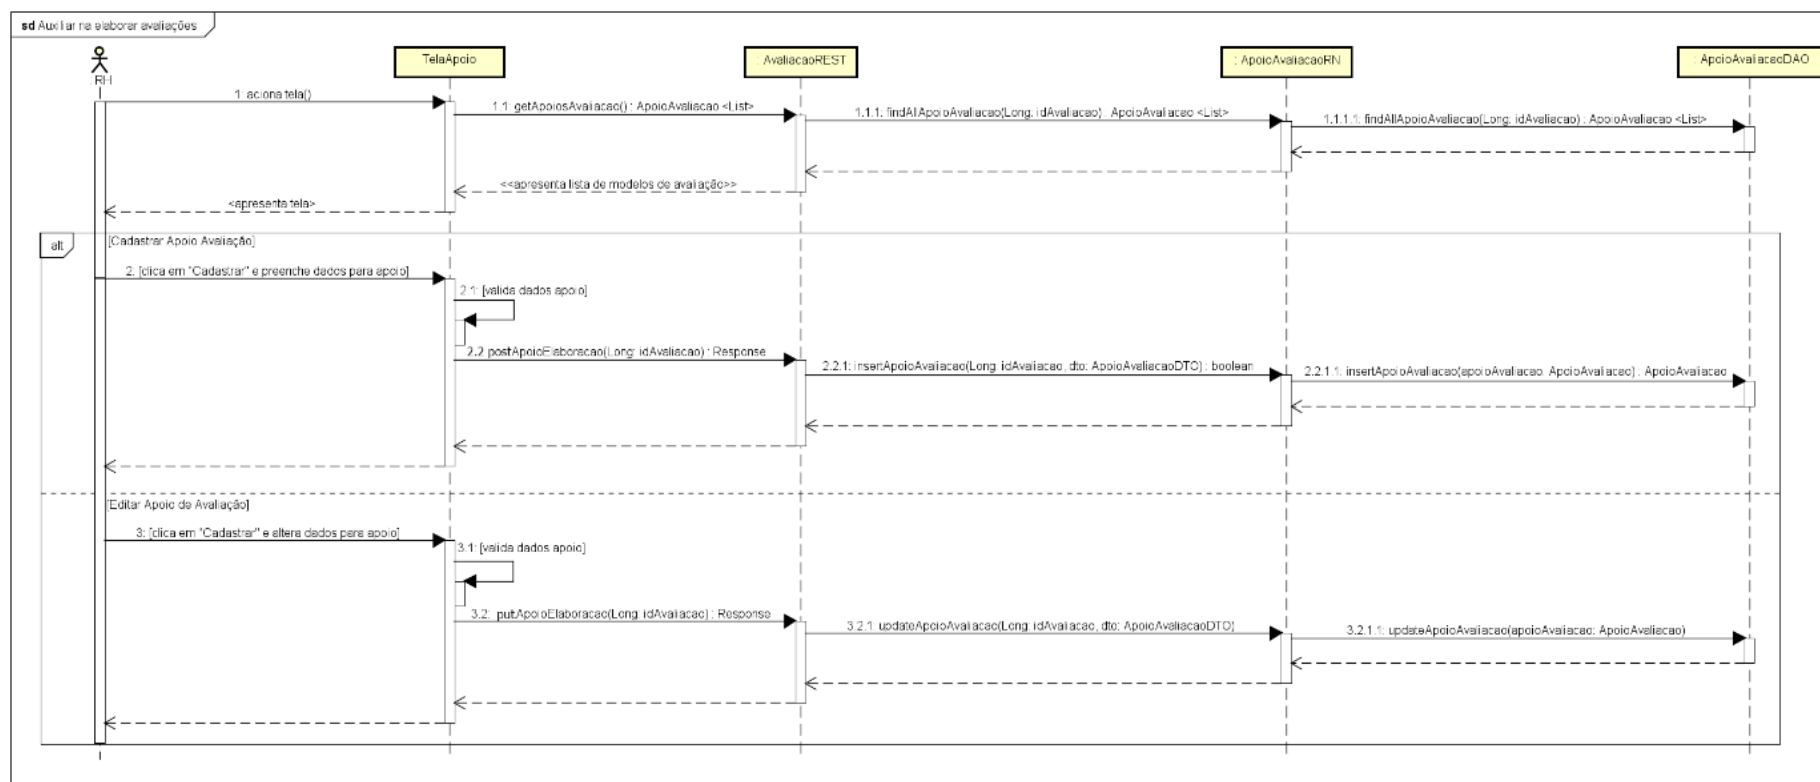 sd Auxiliar na elaborar avaliações
RH
TelaApoio
: AvaliacaoREST
: ApoioAvaliacaoRN
: ApoioAvaliacaoDAO
1: aciona tela()
1.1: getApoiosAvaliacao() : ApoioAvaliacao <List>
1.1.1: findAllApoioAvaliacao(Long: idAvaliacao) : ApoioAvaliacao <List>
1.1.1.1: findAllApoioAvaliacao(Long: idAvaliacao) : ApoioAvaliacao <List>
<<apresenta lista de modelos de avaliação>>
<apresenta tela>
alt
[Cadastrar Apoio Avaliação]
2: [clica em "Cadastrar" e preenche dados para apoio]
2.1: [valida dados apoio]
2.2 postApoioElaboracao(Long: idAvaliacao) : Response
2.2.1: insertApoioAvaliacao(Long: idAvaliacao, dto: ApoioAvaliacaoDTO) : boolean
2.2.1.1: insertApoioAvaliacao(apoioAvaliacao: ApoioAvaliacao) : ApoioAvaliacao
[Editar Apoio de Avaliação]
3: [clica em "Cadastrar" e altera dados para apoio]
3.1: [valida dados apoio]
3.2: putApoioElaboracao(Long: idAvaliacao) : Response
3.2.1: updateApoioAvaliacao(Long: idAvaliacao, dto: ApoioAvaliacaoDTO)
3.2.1.1: updateApoioAvaliacao(apoioAvaliacao: ApoioAvaliacao)